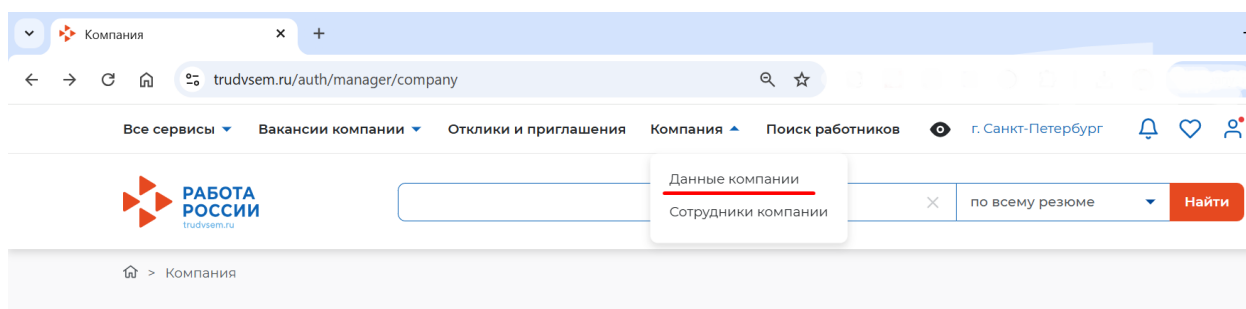 Компания
trudvsem.ru/auth/manager/company
Все сервисы Вакансии компании Отклики и приглашения Компания Поиск работников г. Санкт-Петербург
Данные компании
Сотрудники компании
РАБОТА
РОССИИ
trudvsem.ru
по всему резюме Найти
> Компания